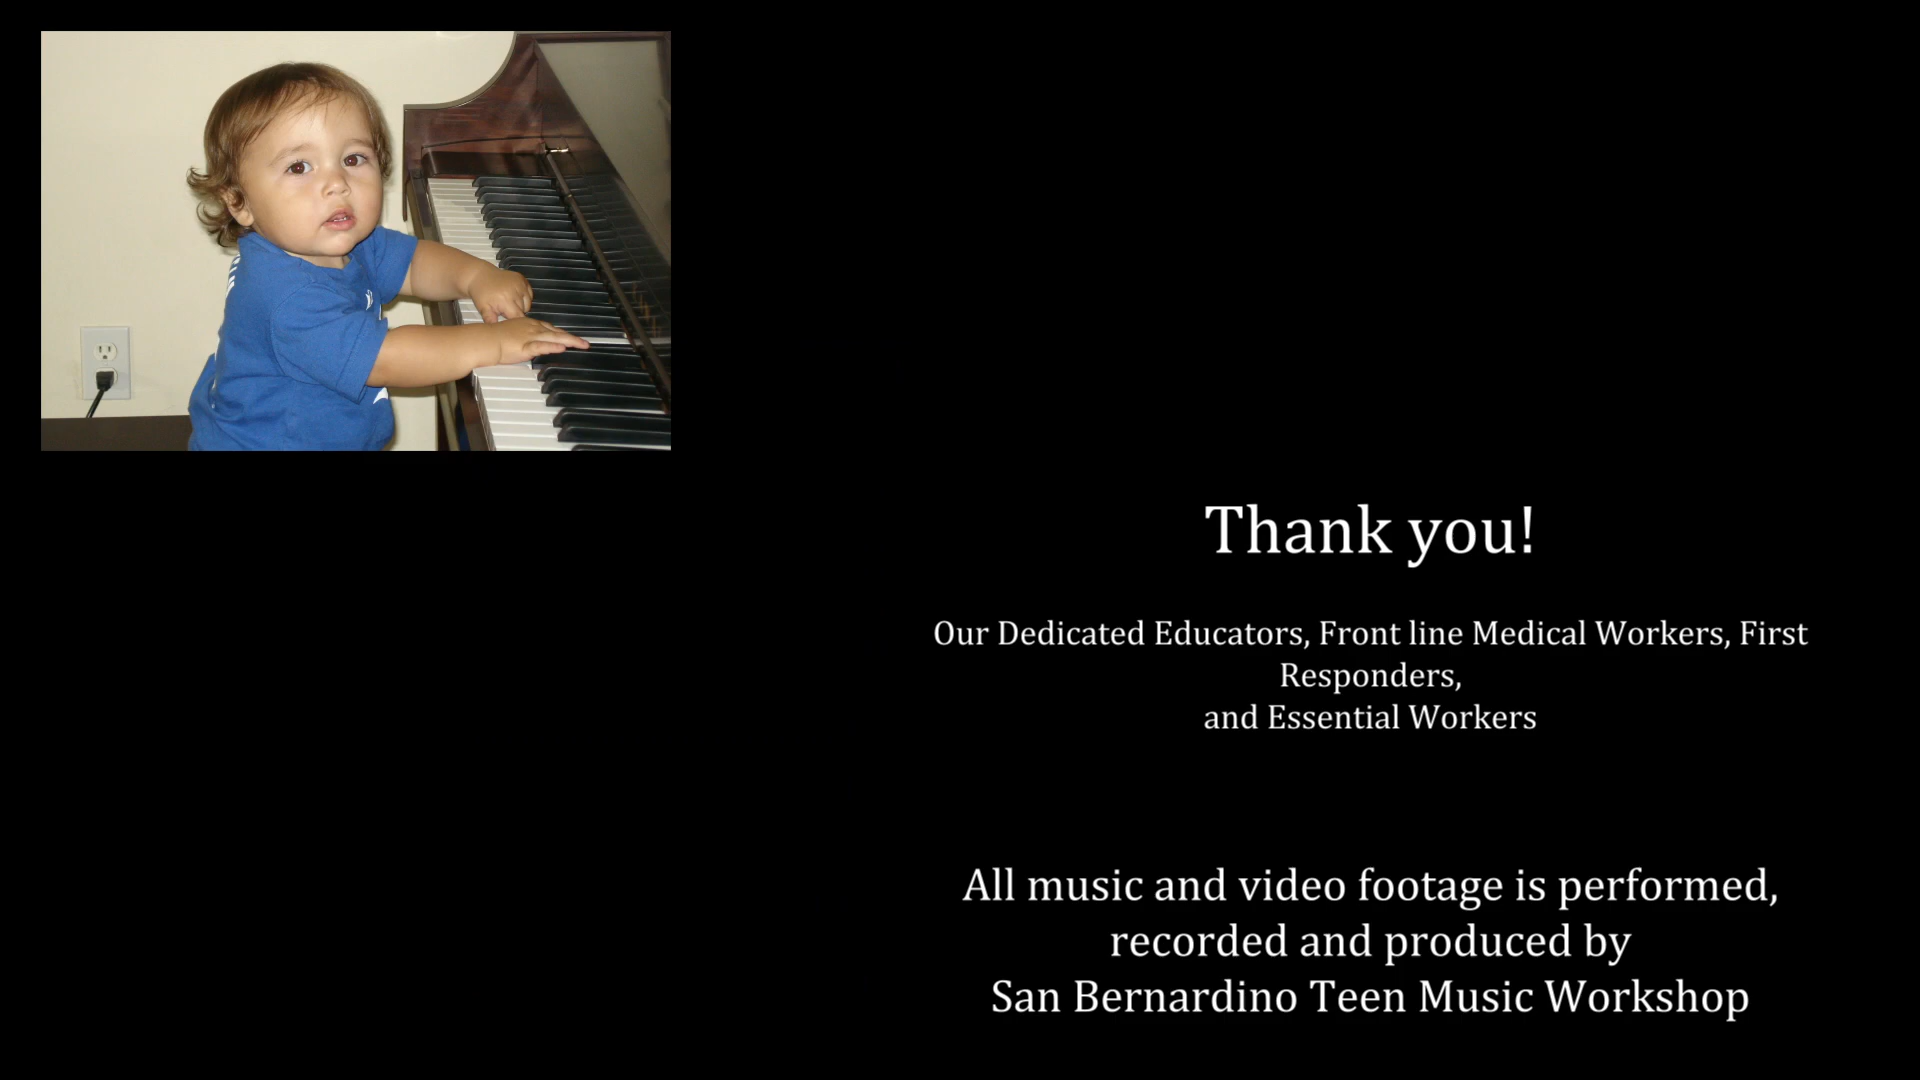 Thank you!
Our Dedicated Educators, Front line Medical Workers, First
Responders,
and Essential Workers
All music and video footage is performed,
recorded and produced by
San Bernardino Teen Music Workshop